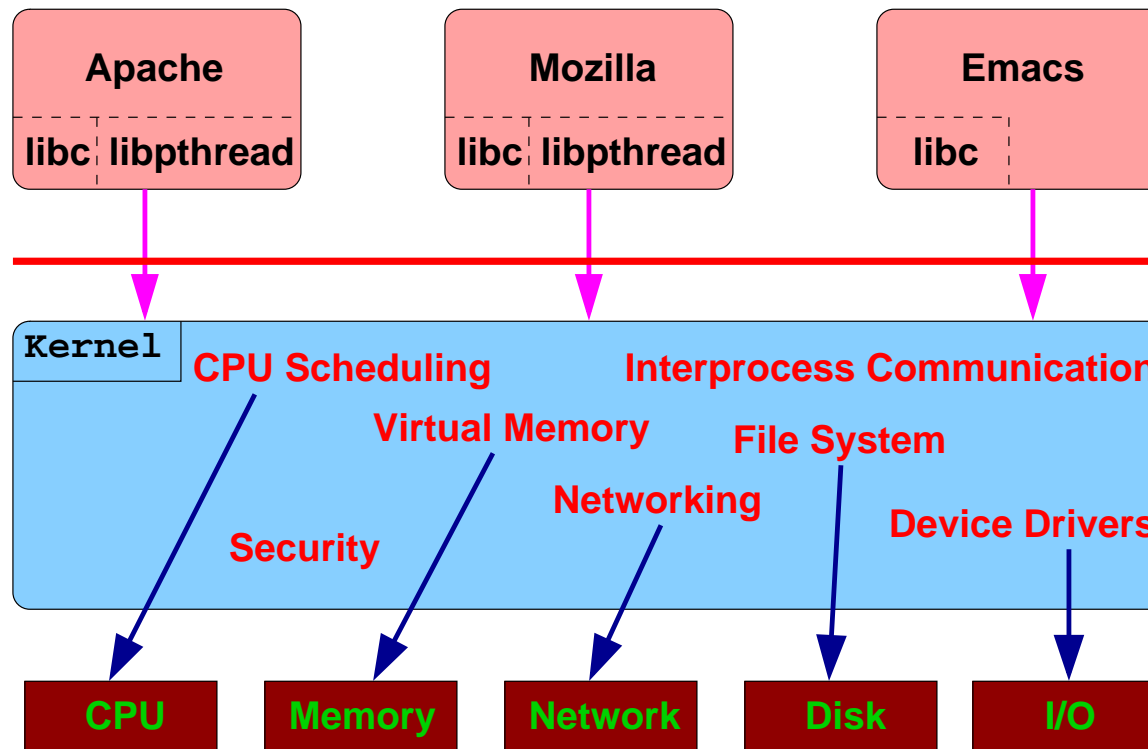 Apache
Mozilla
Emacs
libc libpthread
libc libpthread
libc
Kernel
CPU Scheduling
Interprocess Communication
Virtual Memory
File System
Networking
Device Drivers
Security
CPU
Memory
Network
Disk
I/O